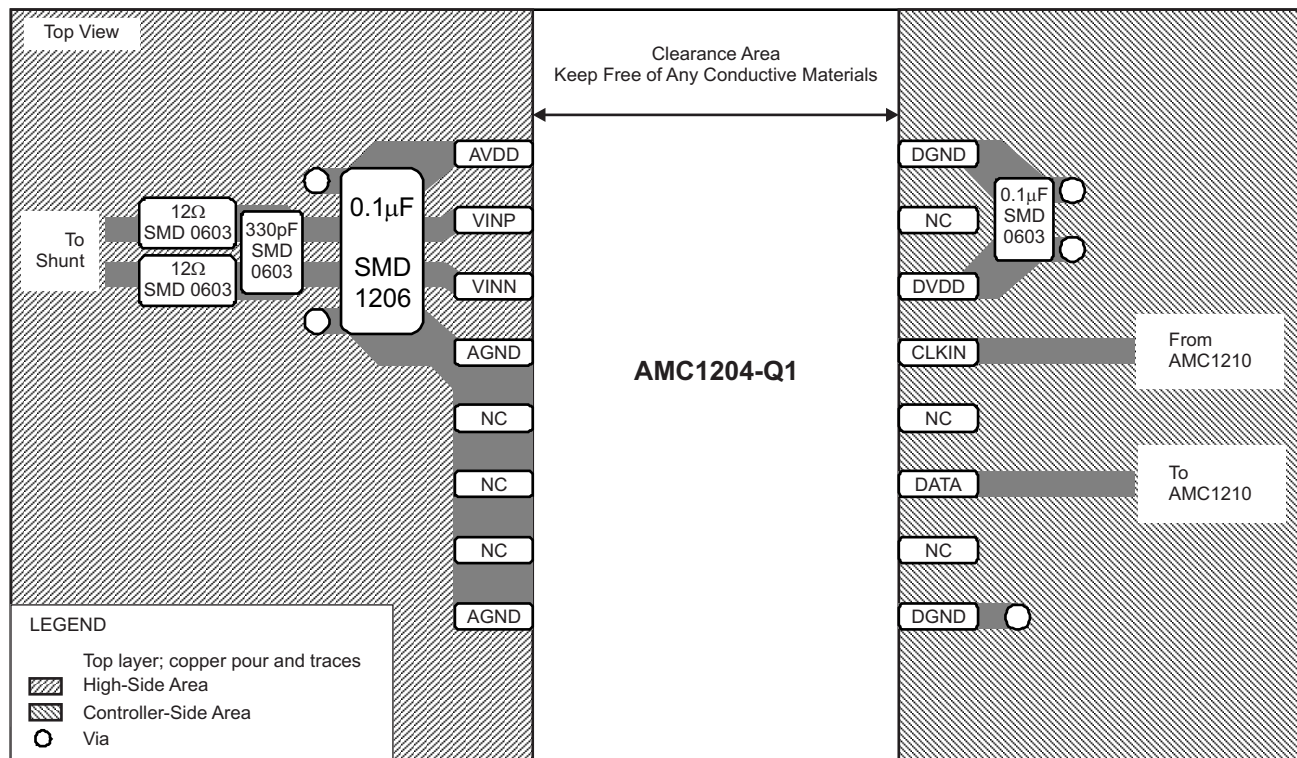 Top View
Clearance Area
Keep Free of Any Conductive Materials
To
Shunt
12Ω
SMD 0603
12Ω
SMD 0603
330pF
SMD
0603
0.1μF
SMD
1206
AVDD
VINP
VINN
AGND
NC
NC
NC
AGND
AMC1204-Q1
DGND
NC
DVDD
CLKIN
NC
DATA
NC
DGND
0.1μF
SMD
0603
From
AMC1210
To
AMC1210
LEGEND
Top layer; copper pour and traces
High-Side Area
Controller-Side Area
Via